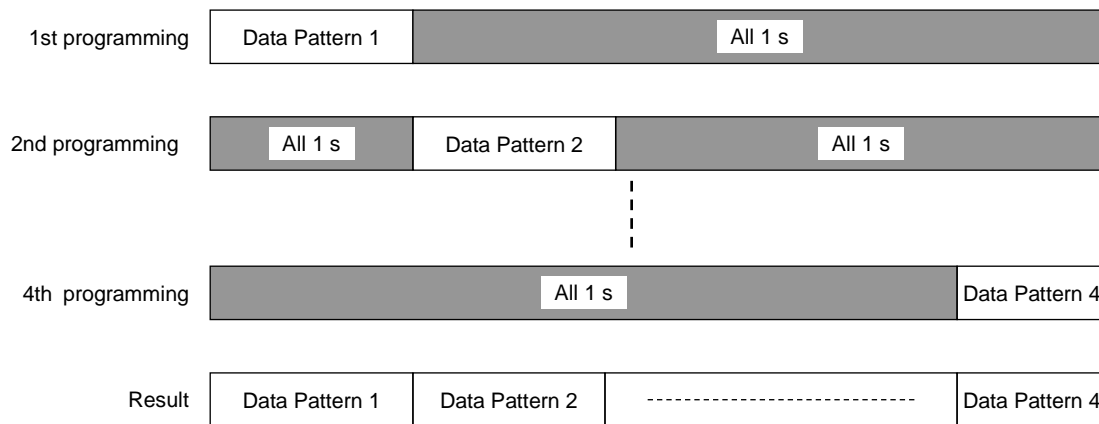 1st programming Data Pattern 1 All 1 s
2nd programming All 1 s Data Pattern 2 All 1 s
4th programming All 1 s Data Pattern 4
Result Data Pattern 1 Data Pattern 2 Data Pattern 4